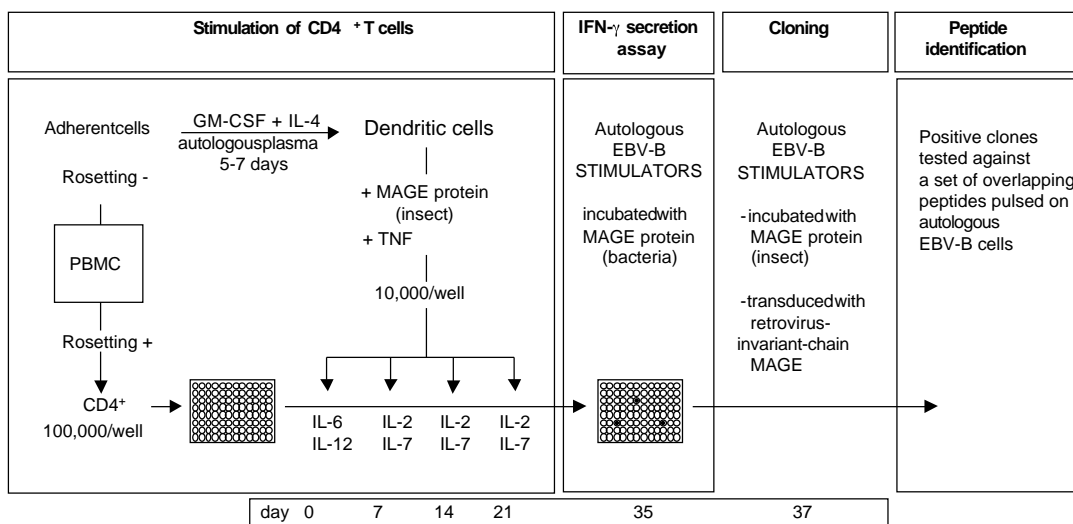 Stimulation of CD4 + T cells
IFN-γ secretion
assay
Cloning
Peptide
identification
Adherentcells
GM-CSF + IL-4
autologousplasma
5-7 days
Dendritic cells
Rosetting -
+ MAGE protein
(insect)
+ TNF
PBMC
10,000/well
Rosetting +
CD4+
100,000/well
IL-6
IL-12
IL-2
IL-7
IL-2
IL-7
IL-2
IL-7
Autologous
EBV-B
STIMULATORS
incubatedwith
MAGE protein
(bacteria)
Autologous
EBV-B
STIMULATORS
-incubated with
MAGE protein
(insect)
-transduced with
retrovirus-
invariant-chain
MAGE
Positive clones
tested against
a set of overlapping
peptides pulsed on
autologous
EBV-B cells
day 0 7 14 21 35 37